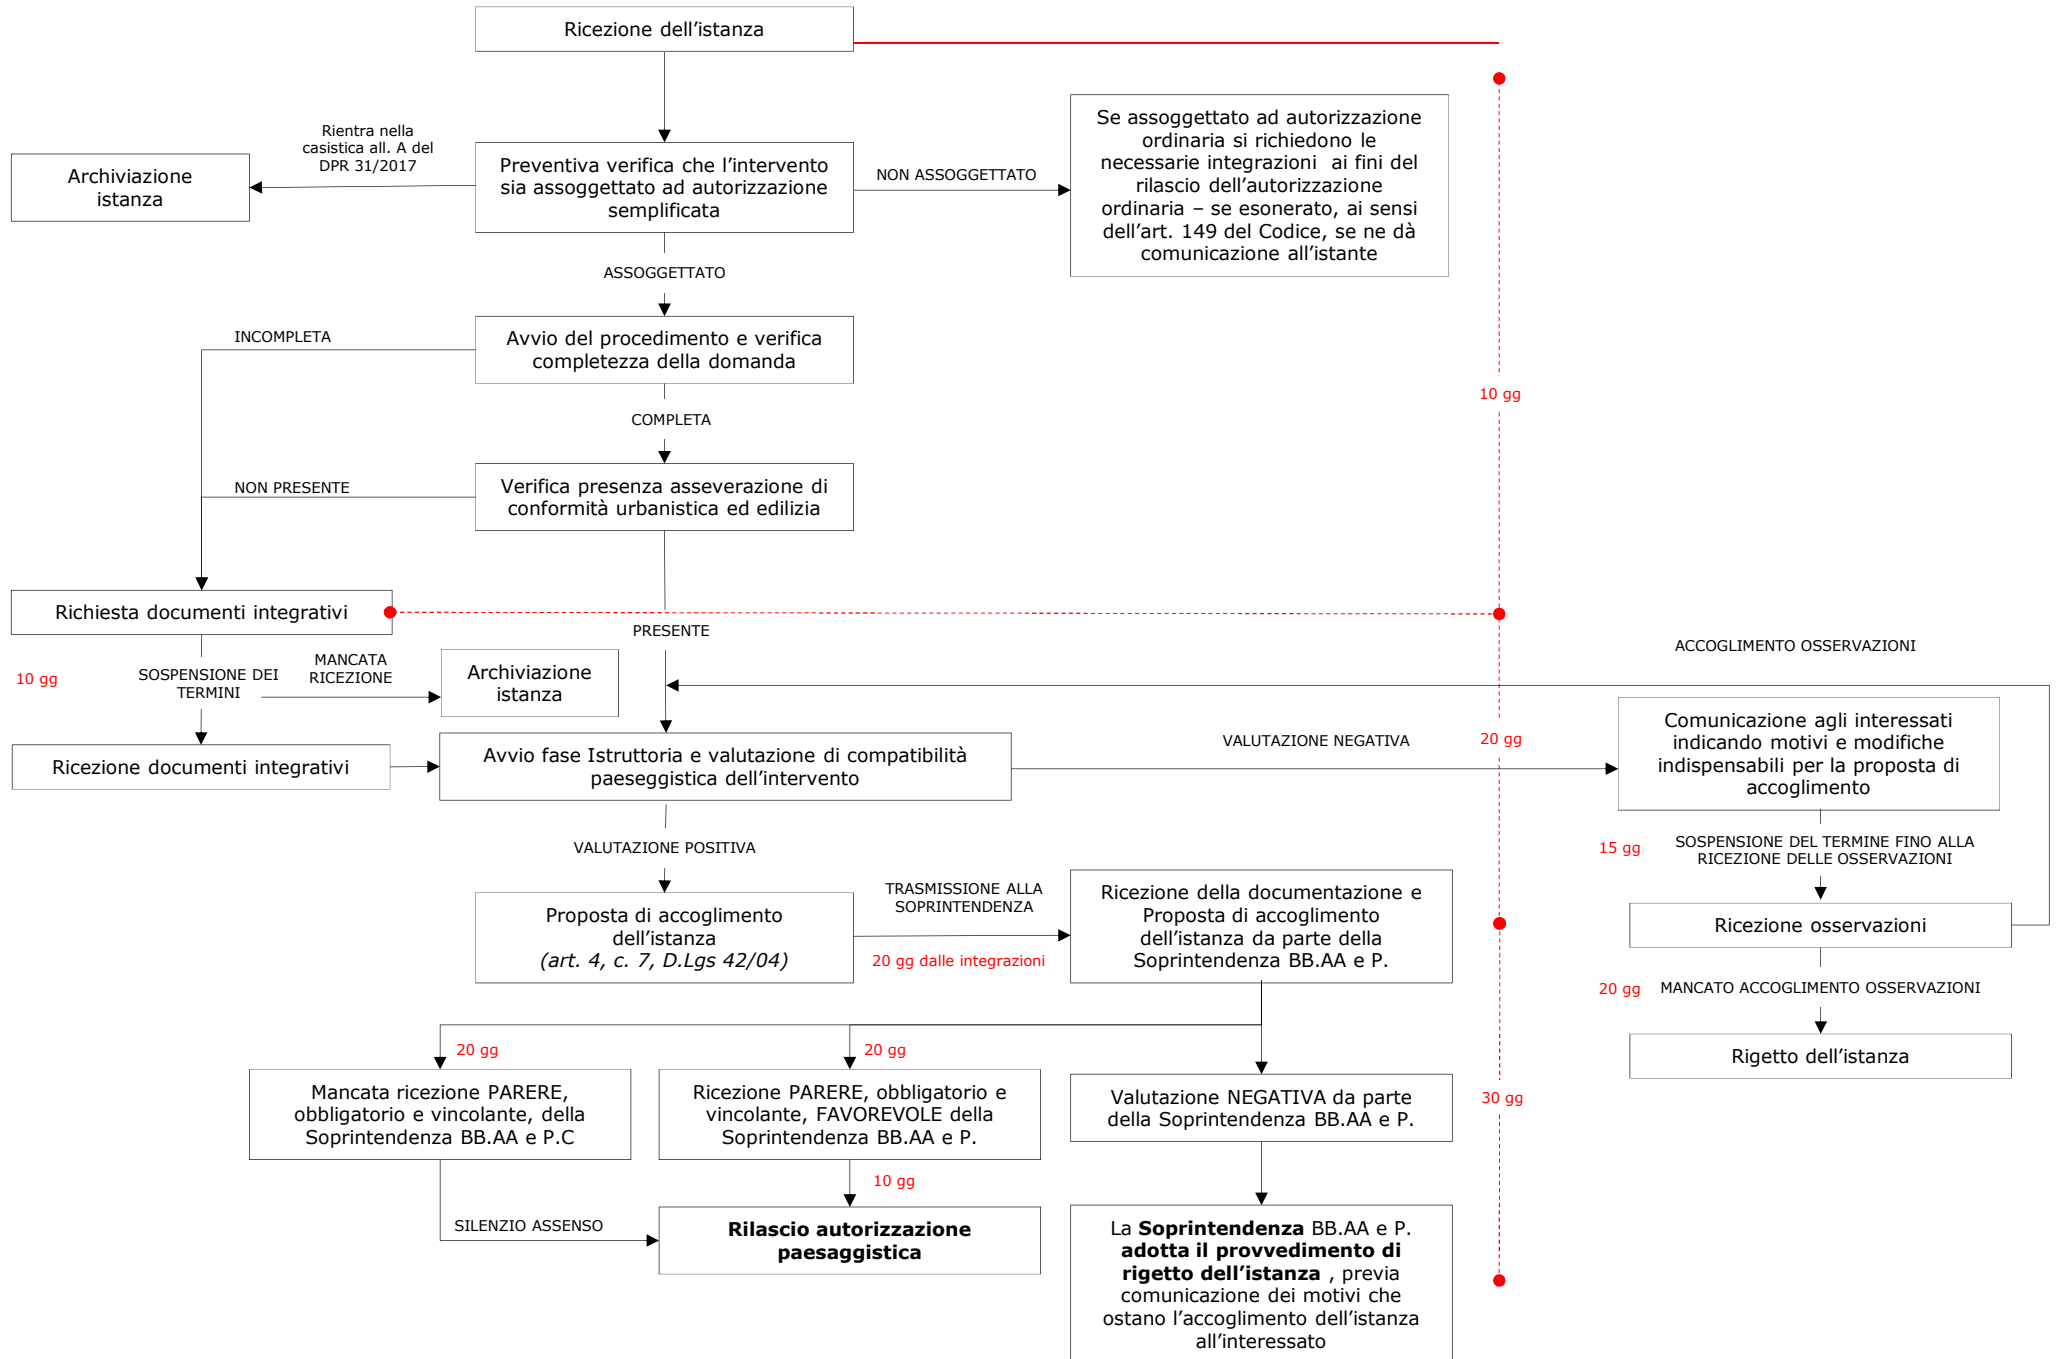 Ricezione dell’istanza
Rientra nella
casistica all. A del
DPR 31/2017
Archiviazione
istanza
Preventiva verifica che l’intervento
sia assoggettato ad autorizzazione
semplificata
NON ASSOGGETTATO
Se assoggettato ad autorizzazione
ordinaria si richiedono le
necessarie integrazioni ai fini del
rilascio dell’autorizzazione
ordinaria – se esonerato, ai sensi
dell’art. 149 del Codice, se ne dà
comunicazione all’istante
ASSOGGETTATO
INCOMPLETA
Avvio del procedimento e verifica
completezza della domanda
10 gg
COMPLETA
NON PRESENTE
Verifica presenza asseverazione di
conformità urbanistica ed edilizia
Richiesta documenti integrativi
PRESENTE
ACCOGLIMENTO OSSERVAZIONI
10 gg
SOSPENSIONE DEI
TERMINI
MANCATA
RICEZIONE
Archiviazione
istanza
Ricezione documenti integrativi
Avvio fase Istruttoria e valutazione di compatibilità
paeseggistica dell’intervento
VALUTAZIONE NEGATIVA
20 gg
Comunicazione agli interessati
indicando motivi e modifiche
indispensabili per la proposta di
accoglimento
VALUTAZIONE POSITIVA
15 gg
SOSPENSIONE DEL TERMINE FINO ALLA
RICEZIONE DELLE OSSERVAZIONI
Proposta di accoglimento
dell’istanza
(art. 4, c. 7, D.Lgs 42/04)
TRASMISSIONE ALLA
SOPRINTENDENZA
20 gg dalle integrazioni
Ricezione della documentazione e
Proposta di accoglimento
dell’istanza da parte della
Soprintendenza BB.AA e P.
Ricezione osservazioni
20 gg
MANCATO ACCOGLIMENTO OSSERVAZIONI
Rigetto dell’istanza
20 gg
20 gg
Mancata ricezione PARERE,
obbligatorio e vincolante, della
Soprintendenza BB.AA e P.C
Ricezione PARERE, obbligatorio e
vincolante, FAVOREVOLE della
Soprintendenza BB.AA e P.
Valutazione NEGATIVA da parte
della Soprintendenza BB.AA e P.
30 gg
10 gg
SILENZIO ASSENSO
Rilascio autorizzazione
paesaggistica
La Soprintendenza BB.AA e P.
adotta il provvedimento di
rigetto dell’istanza , previa
comunicazione dei motivi che
ostano l’accoglimento dell’istanza
all’interessato